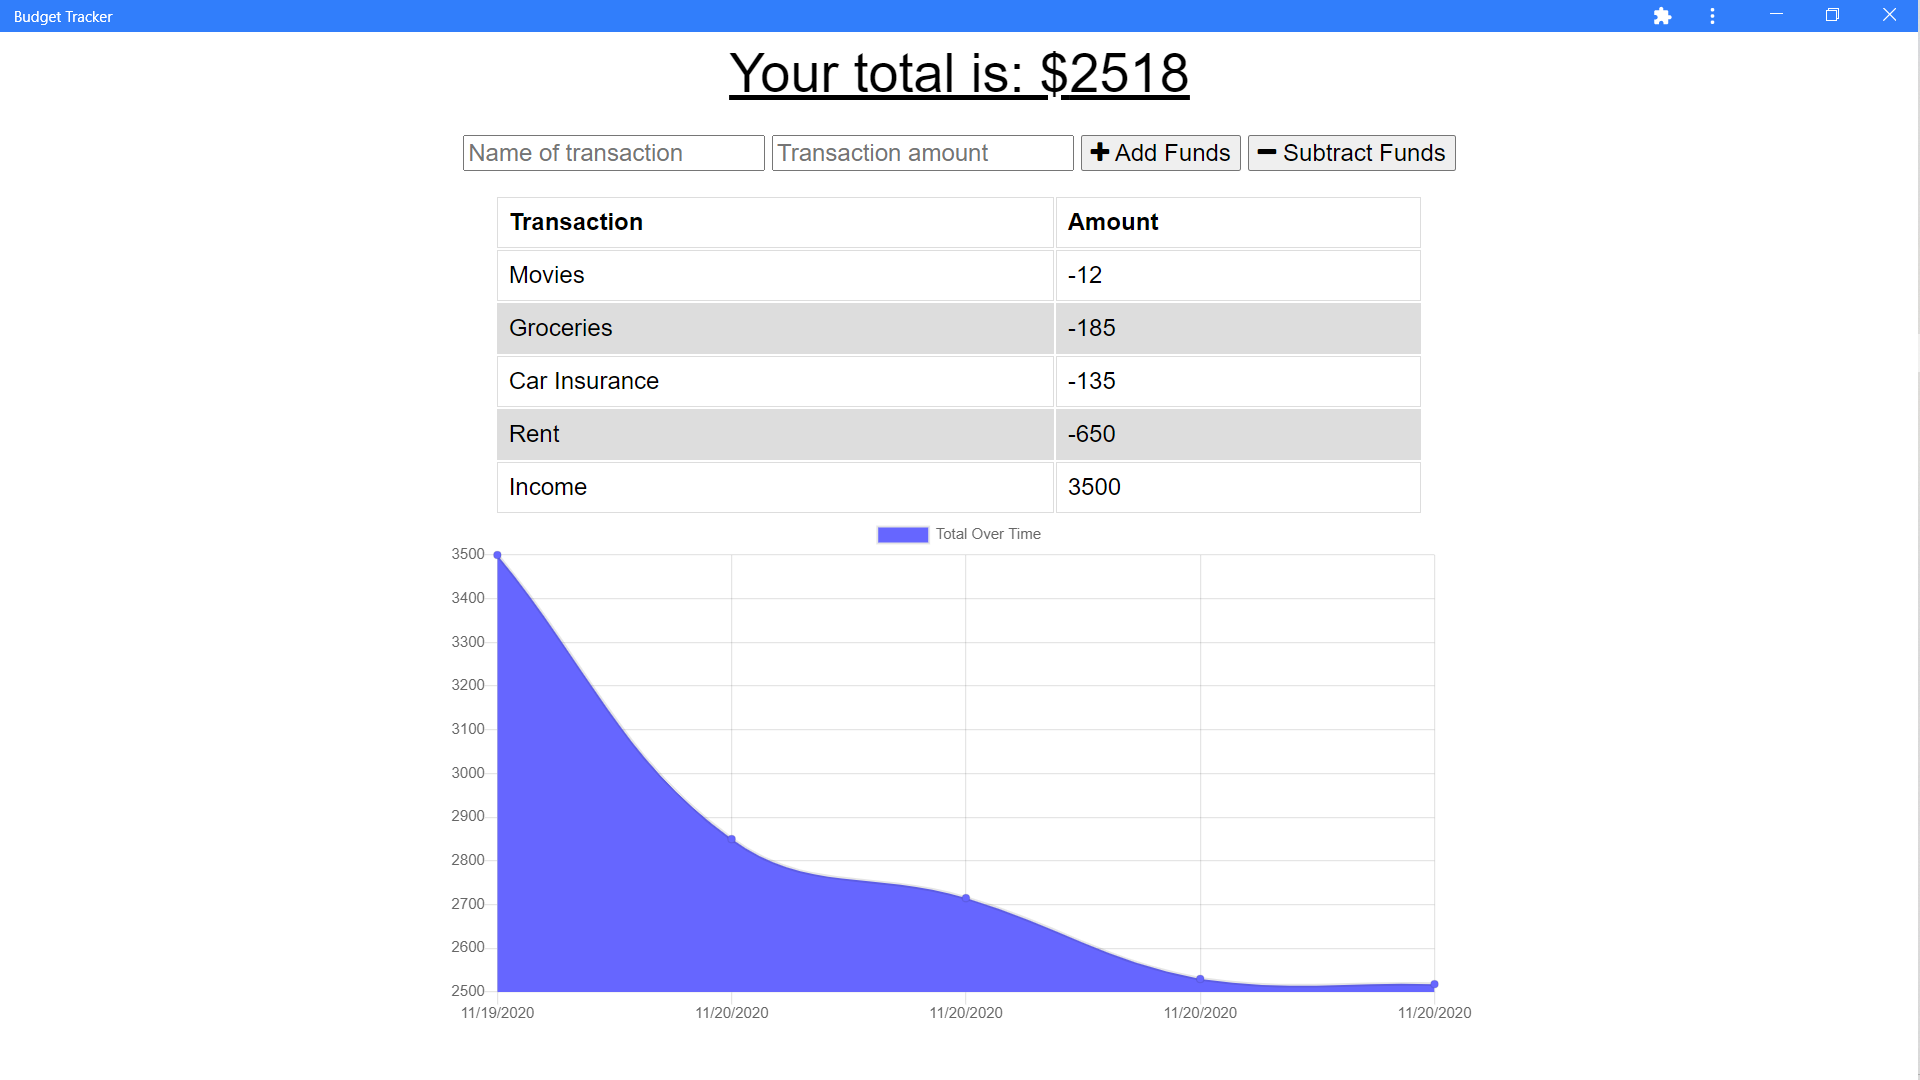 Budget Tracker
Your total is: $2518
Name of transaction Transaction amount Add Funds Subtract Funds
Transaction Amount
Movies -12
Groceries -185
Car Insurance -135
Rent -650
Income 3500
Total Over Time
3500
3400
3300
3200
3100
3000
2900
2800
2700
2600
2500
11/19/2020 11/20/2020 11/20/2020 11/20/2020 11/20/2020